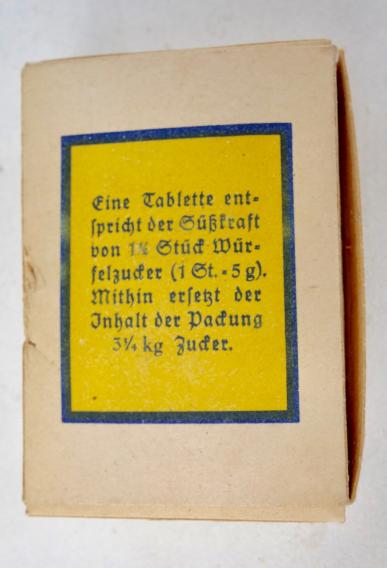 Eine Tablette ent-
spricht der Süßkraft
von 1½ Stück Wür-
felzucker (1 St. = 5 g).
Mithin ersetzt der
Inhalt der Packung
3¼ kg Zucker.